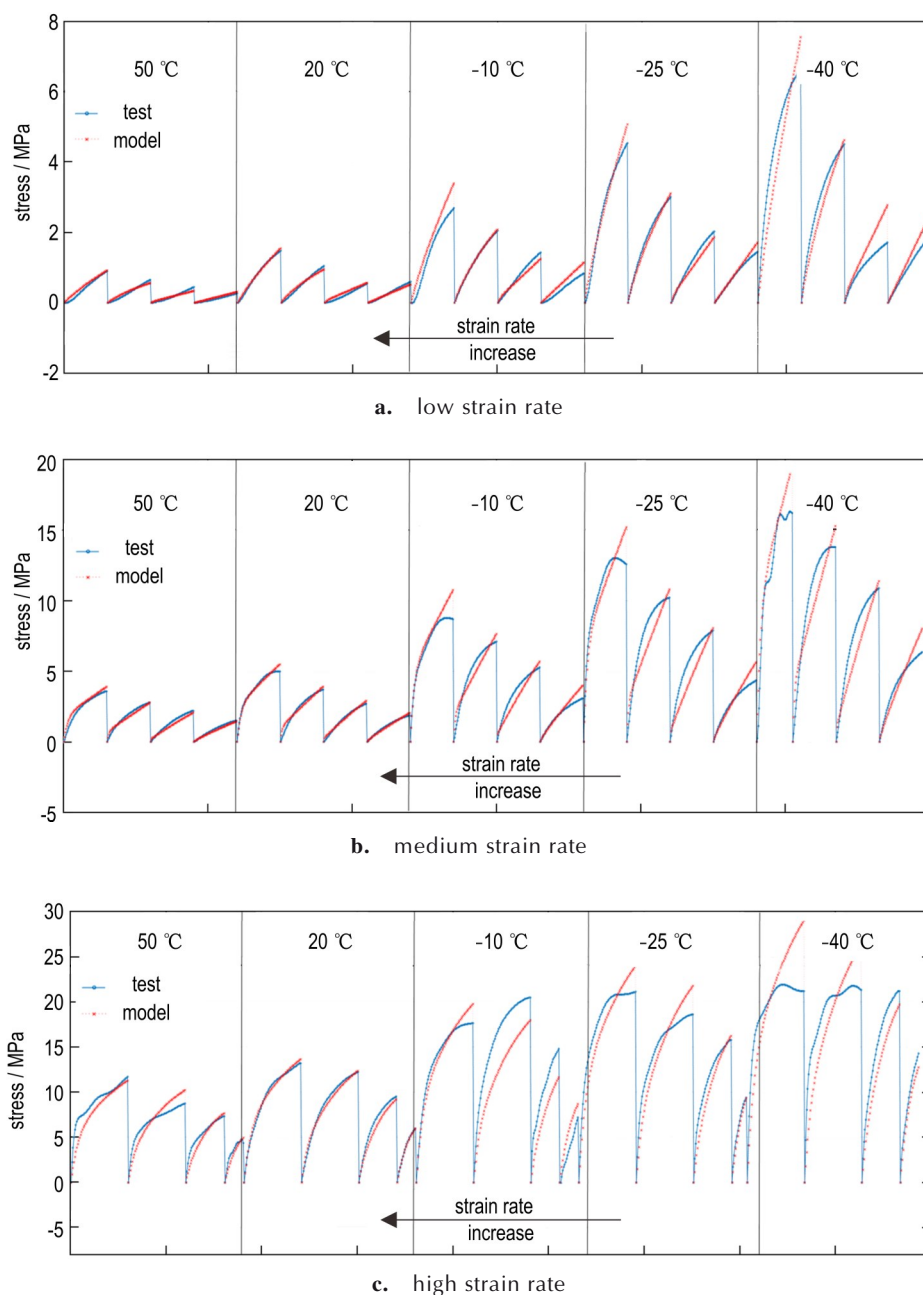 8
6
4
2
0
-2
stress / MPa
50 ℃
20 ℃
-10 ℃
-25 ℃
-40 ℃
test
model
strain rate
increase
a. low strain rate
20
15
10
5
0
-5
stress / MPa
50 ℃
20 ℃
-10 ℃
-25 ℃
-40 ℃
test
model
strain rate
increase
b. medium strain rate
30
25
20
15
10
5
0
-5
stress / MPa
50 ℃
20 ℃
-10 ℃
-25 ℃
-40 ℃
test
model
strain rate
increase
c. high strain rate